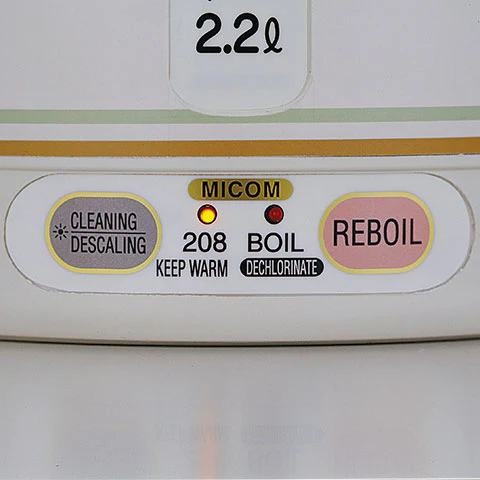 2.2ℓ
MICOM
CLEANING
DESCALING
208
KEEP WARM
BOIL
DECHLORINATE
REBOIL